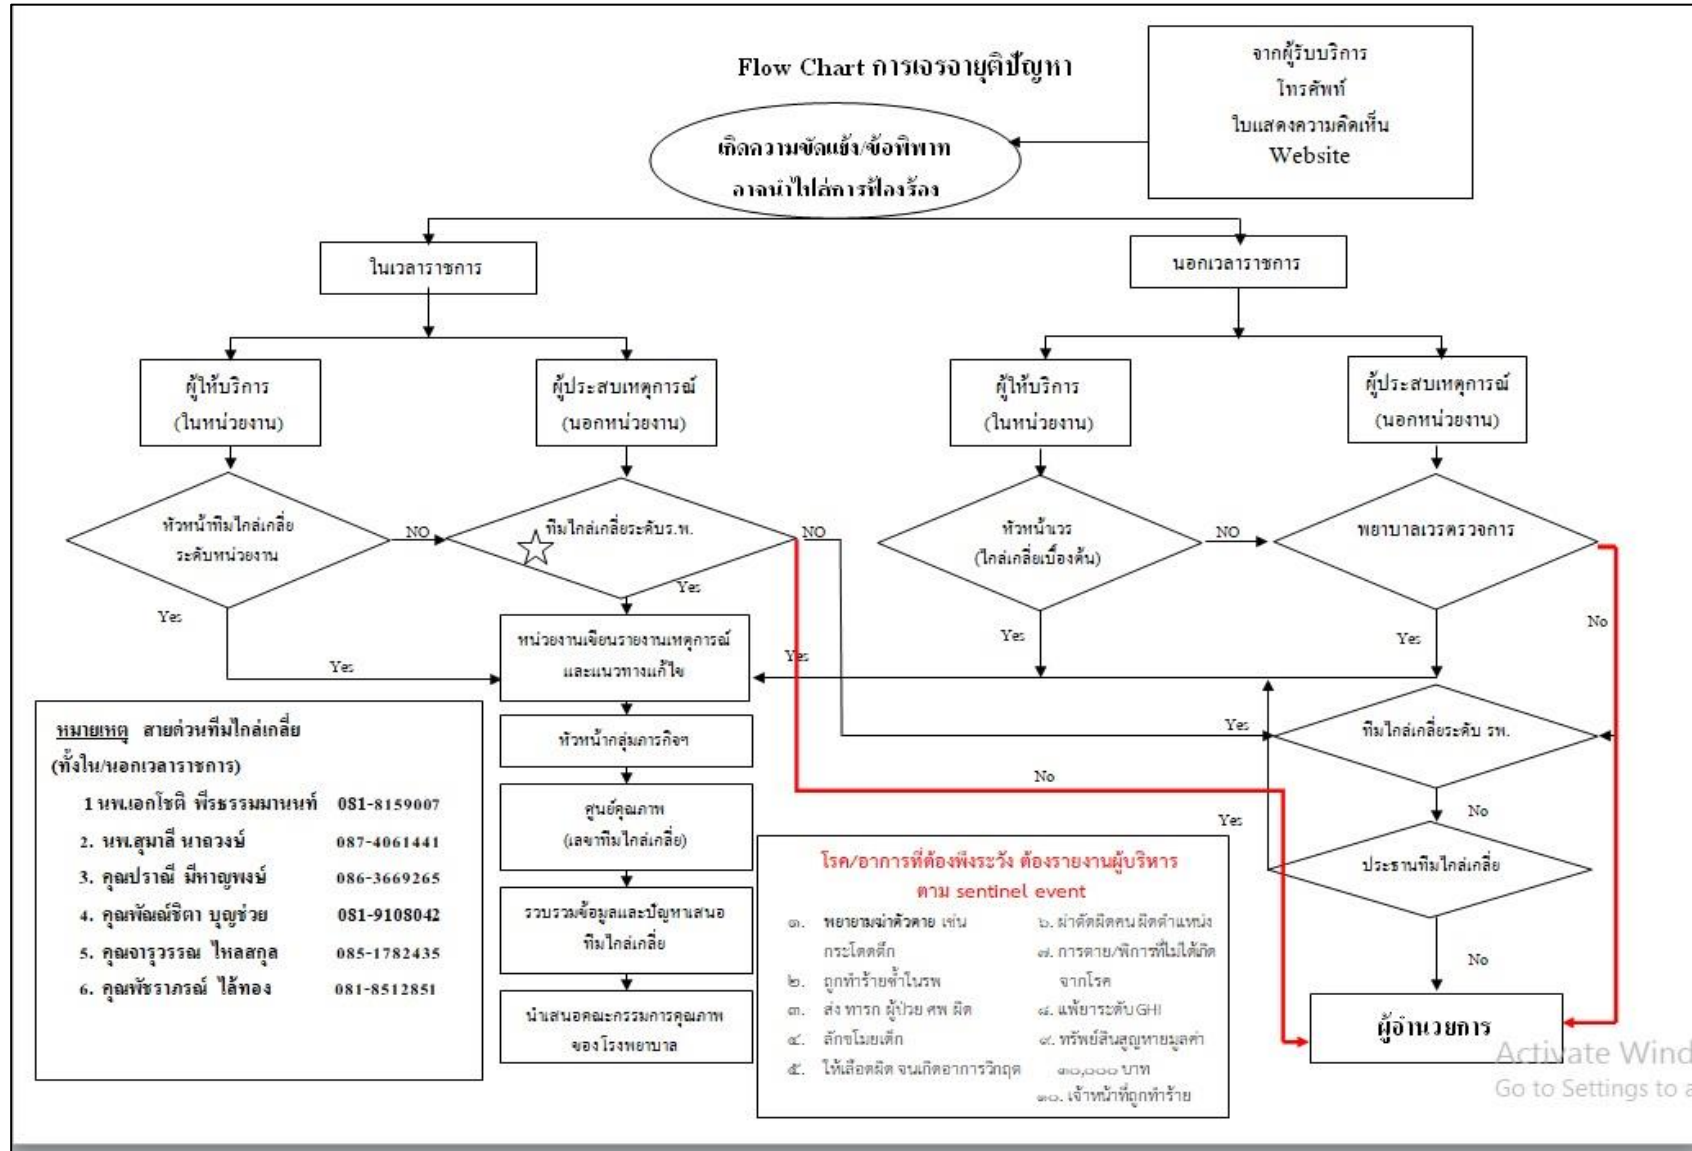 Flow Chart การเจรจายุติปัญหา
จากผู้รับบริการ
โทรศัพท์
ใบแสดงความคิดเห็น
Website
เกิดความขัดแย้ง/ข้อพิพาท
อาจนำไปสู่การฟ้องร้อง
ในเวลาราชการ
นอกเวลาราชการ
ผู้ให้บริการ
(ในหน่วยงาน)
ผู้ประสบเหตุการณ์
(นอกหน่วยงาน)
ผู้ให้บริการ
(ในหน่วยงาน)
ผู้ประสบเหตุการณ์
(นอกหน่วยงาน)
หัวหน้าทีมไกล่เกลี่ย
ระดับหน่วยงาน
NO
ทีมไกล่เกลี่ยระดับร.พ.
NO
หัวหน้าเวร
(ไกล่เกลี่ยเบื้องต้น)
NO
พยาบาลเวรตรวจการ
Yes
Yes
Yes
Yes
No
หน่วยงานเขียนรายงานเหตุการณ์
และแนวทางแก้ไข
Yes
Yes
หัวหน้ากลุ่มภารกิจฯ
Yes
ทีมไกล่เกลี่ยระดับ รพ.
No
No
ศูนย์คุณภาพ
(เลขาทีมไกล่เกลี่ย)
Yes
ประธานทีมไกล่เกลี่ย
No
รวบรวมข้อมูลและปัญหาเสนอ
ทีมไกล่เกลี่ย
นำเสนอคณะกรรมการคุณภาพ
ของโรงพยาบาล
ผู้อำนวยการ
หมายเหตุ สายด่วนทีมไกล่เกลี่ย
(ทั้งใน/นอกเวลาราชการ)
1 นพ.เอกโชติ พีรธรรมมานนท์ 081-8159007
2. นพ.สุมาลี นาถวงษ์ 087-4061441
3. คุณปราณี มีหาญพงษ์ 086-3669265
4. คุณพัณณ์ชิตา บุญช่วย 081-9108042
5. คุณจารุวรรณ ไหลสกุล 085-1782435
6. คุณพัชราภรณ์ ไล้ทอง 081-8512851
โรค/อาการที่ต้องพึงระวัง ต้องรายงานผู้บริหาร
ตาม sentinel event
๑. พยายามฆ่าตัวตาย เช่น
กระโดดตึก
๒. ถูกทำร้ายซ้ำในรพ
๓. ส่ง ทารก ผู้ป่วย ศพ ผิด
๔. ลักขโมยเด็ก
๕. ให้เลือดผิด จนเกิดอาการวิกฤต
๖. ผ่าตัดผิดคน ผิดตำแหน่ง
๗. การตาย/พิการที่ไม่ได้เกิด
จากโรค
๘. แพ้ยาระดับ GHI
๙. ทรัพย์สินสูญหายมูลค่า
๑๐,๐๐๐ บาท
๑๐. เจ้าหน้าที่ถูกทำร้าย
Activate Wind
Go to Settings to a